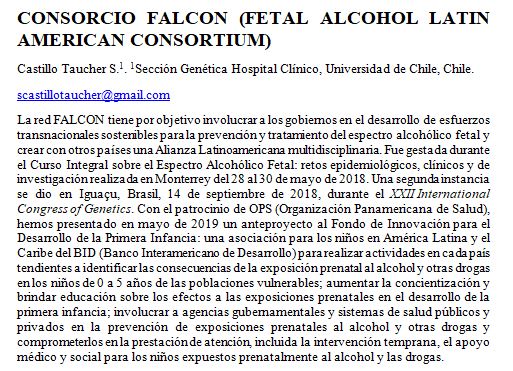 CONSORCIO FALCON (FETAL ALCOHOL LATIN
AMERICAN CONSORTIUM)
Castillo Taucher S.¹. ¹Sección Genética Hospital Clínico, Universidad de Chile, Chile.
scastillotaucher@gmail.com
La red FALCON tiene por objetivo involucrar a los gobiernos en el desarrollo de esfuerzos
transnacionales sostenibles para la prevención y tratamiento del espectro alcohólico fetal y
crear con otros países una Alianza Latinoamericana multidisciplinaria. Fue gestada durante
el Curso Integral sobre el Espectro Alcohólico Fetal: retos epidemiológicos, clínicos y de
investigación realizada en Monterrey del 28 al 30 de mayo de 2018. Una segunda instancia
se dio en Iguaçu, Brasil, 14 de septiembre de 2018, durante el XXII International
Congress of Genetics. Con el patrocinio de OPS (Organización Panamericana de Salud),
hemos presentado en mayo de 2019 un anteproyecto al Fondo de Innovación para el
Desarrollo de la Primera Infancia: una asociación para los niños en América Latina y el
Caribe del BID (Banco Interamericano de Desarrollo) para realizar actividades en cada país
tendientes a identificar las consecuencias de la exposición prenatal al alcohol y otras drogas
en los niños de 0 a 5 años de las poblaciones vulnerables; aumentar la concientización y
brindar educación sobre los efectos a las exposiciones prenatales en el desarrollo de la
primera infancia; involucrar a agencias gubernamentales y sistemas de salud públicos y
privados en la prevención de exposiciones prenatales al alcohol y otras drogas y
comprometerlos en la prestación de atención, incluida la intervención temprana, el apoyo
médico y social para los niños expuestos prenatalmente al alcohol y las drogas.